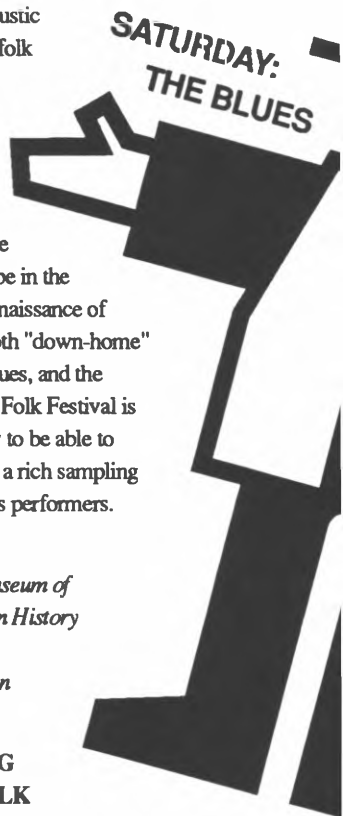 ustic
folk
SATURDAY:
THE BLUES
e
be in the
naissance of
th "down-home"
ues, and the
Folk Festival is
to be able to
a rich sampling
s performers.
seum of
n History
n
G
LK